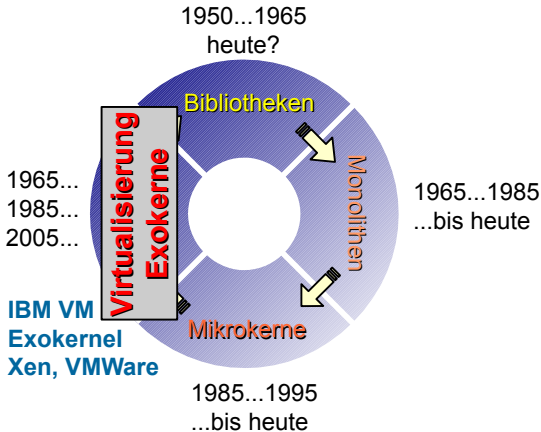 1950...1965
heute?
Bibliotheken
Monolithen
1965...1985
...bis heute
Mikrokerne
1985...1995
...bis heute
Virtualisierung
Exokerne
1965...
1985...
2005...
IBM VM
Exokernel
Xen, VMWare